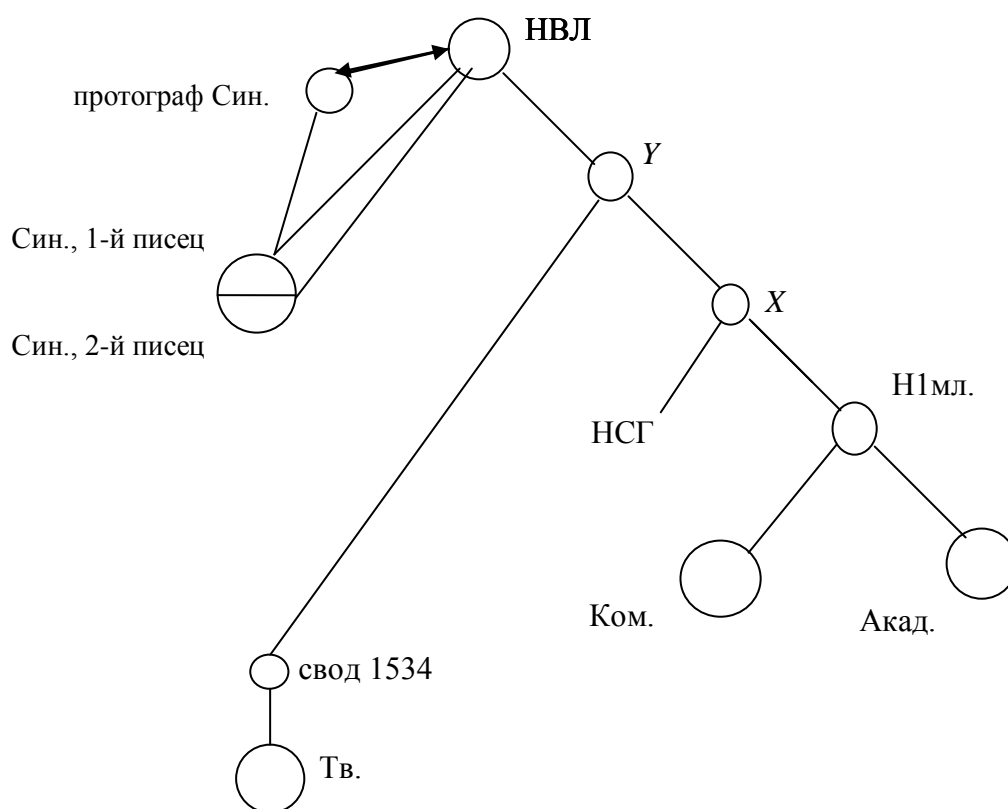 НВЛ
протограф Син.
Y
Син., 1-й писец
X
Син., 2-й писец
Н1мл.
НСГ
Ком.
Акад.
свод 1534
Тв.